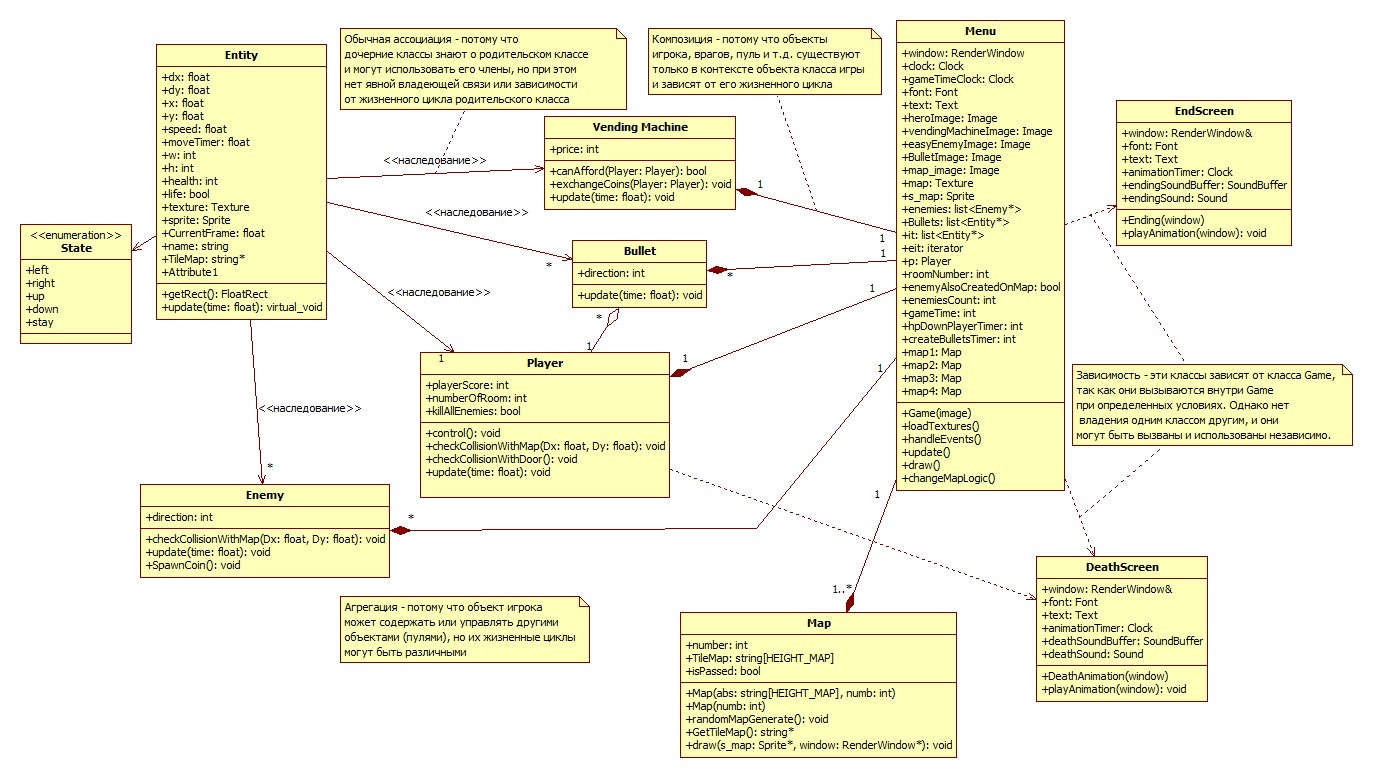 Entity
+dx: float
+dy: float
+x: float
+y: float
+speed: float
+moveTimer: float
+w: int
+h: int
+health: int
+life: bool
+texture: Texture
+sprite: Sprite
+CurrentFrame: float
+name: string
+TileMap: string*
+Attribute1
+getRect(): FloatRect
+update(time: float): virtual_void
<<enumeration>>
State
+left
+right
+up
+down
+stay
Обычная ассоциация - потому что
дочерние классы знают о родительском классе
и могут использовать его члены, но при этом
нет явной владеющей связи или зависимости
от жизненного цикла родительского класса
Композиция - потому что объекты
игрока, врагов, пуль и т.д. существуют
только в контексте объекта класса игры
и зависят от его жизненного цикла
<<наследование>>
Vending Machine
+price: int
+canAfford(Player: Player): bool
+exchangeCoins(Player: Player): void
+update(time: float): void
1
1
<<наследование>>
*
Bullet
+direction: int
+update(time: float): void
*
1
*
1
<<наследование>>
1
Player
+playerScore: int
+numberOfRoom: int
+killAllEnemies: bool
+control(): void
+checkCollisionWithMap(Dx: float, Dy: float): void
+checkCollisionWithDoor(): void
+update(time: float): void
1
1
<<наследование>>
*
Enemy
+direction: int
+checkCollisionWithMap(Dx: float, Dy: float): void
+update(time: float): void
+SpawnCoin(): void
*
1
Агрегация - потому что объект игрока
может содержать или управлять другими
объектами (пулями), но их жизненные циклы
могут быть различными
Menu
+window: RenderWindow
+clock: Clock
+gameTimeClock: Clock
+font: Font
+text: Text
+heroImage: Image
+vendingMachineImage: Image
+easyEnemyImage: Image
+BulletImage: Image
+map_image: Image
+map: Texture
+s_map: Sprite
+enemies: list<Enemy*>
+Bullets: list<Entity*>
+it: list<Entity*>
+eit: iterator
+p: Player
+roomNumber: int
+enemyAlsoCreatedOnMap: bool
+enemiesCount: int
+gameTime: int
+hpDownPlayerTimer: int
+createBulletsTimer: int
+map1: Map
+map2: Map
+map3: Map
+map4: Map
+Game(image)
+loadTextures()
+handleEvents()
+update()
+draw()
+changeMapLogic()
1
1..*
Map
+number: int
+TileMap: string[HEIGHT_MAP]
+isPassed: bool
+Map(abs: string[HEIGHT_MAP], numb: int)
+Map(numb: int)
+randomMapGenerate(): void
+GetTileMap(): string*
+draw(s_map: Sprite*, window: RenderWindow*): void
EndScreen
+window: RenderWindow&
+font: Font
+text: Text
+animationTimer: Clock
+endingSoundBuffer: SoundBuffer
+endingSound: Sound
+Ending(window)
+playAnimation(window): void
Зависимость - эти классы зависят от класса Game,
так как они вызываются внутри Game
при определенных условиях. Однако нет
владения одним классом другим, и они
могут быть вызваны и использованы независимо.
DeathScreen
+window: RenderWindow&
+font: Font
+text: Text
+animationTimer: Clock
+deathSoundBuffer: SoundBuffer
+deathSound: Sound
+DeathAnimation(window)
+playAnimation(window): void